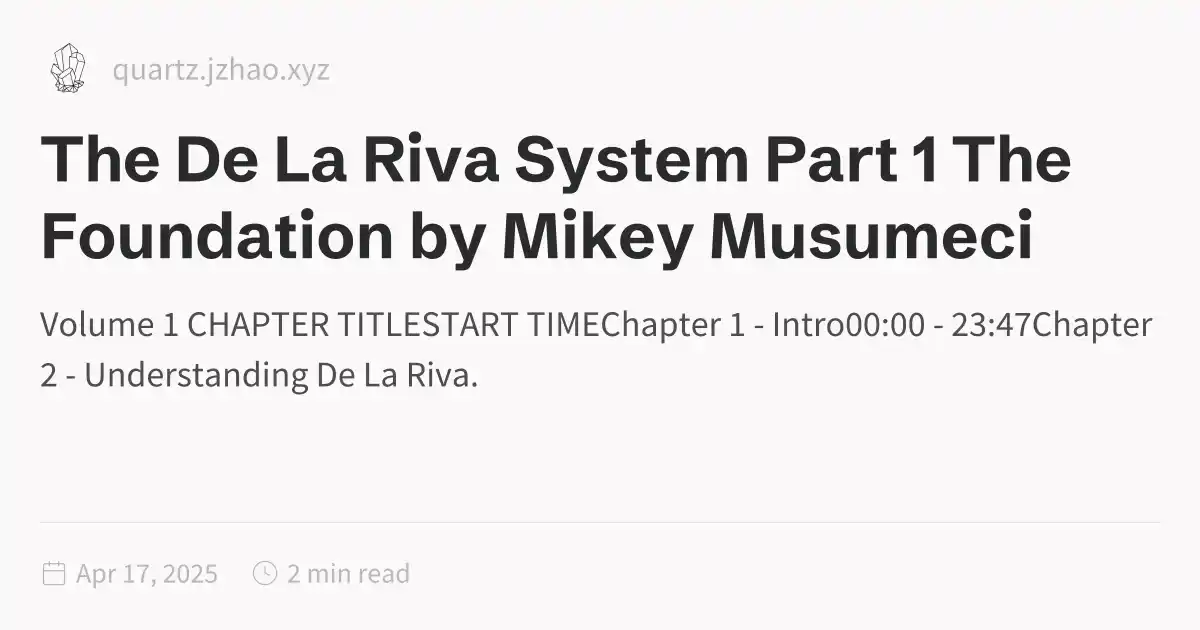 quartz.jzhao.xyz
The De La Riva System Part 1 The
Foundation by Mikey Musumeci
Volume 1 CHAPTER TITLESTART TIMEChapter 1 - Intro00:00 - 23:47Chapter
2 - Understanding De La Riva.
Apr 17, 2025 2 min read